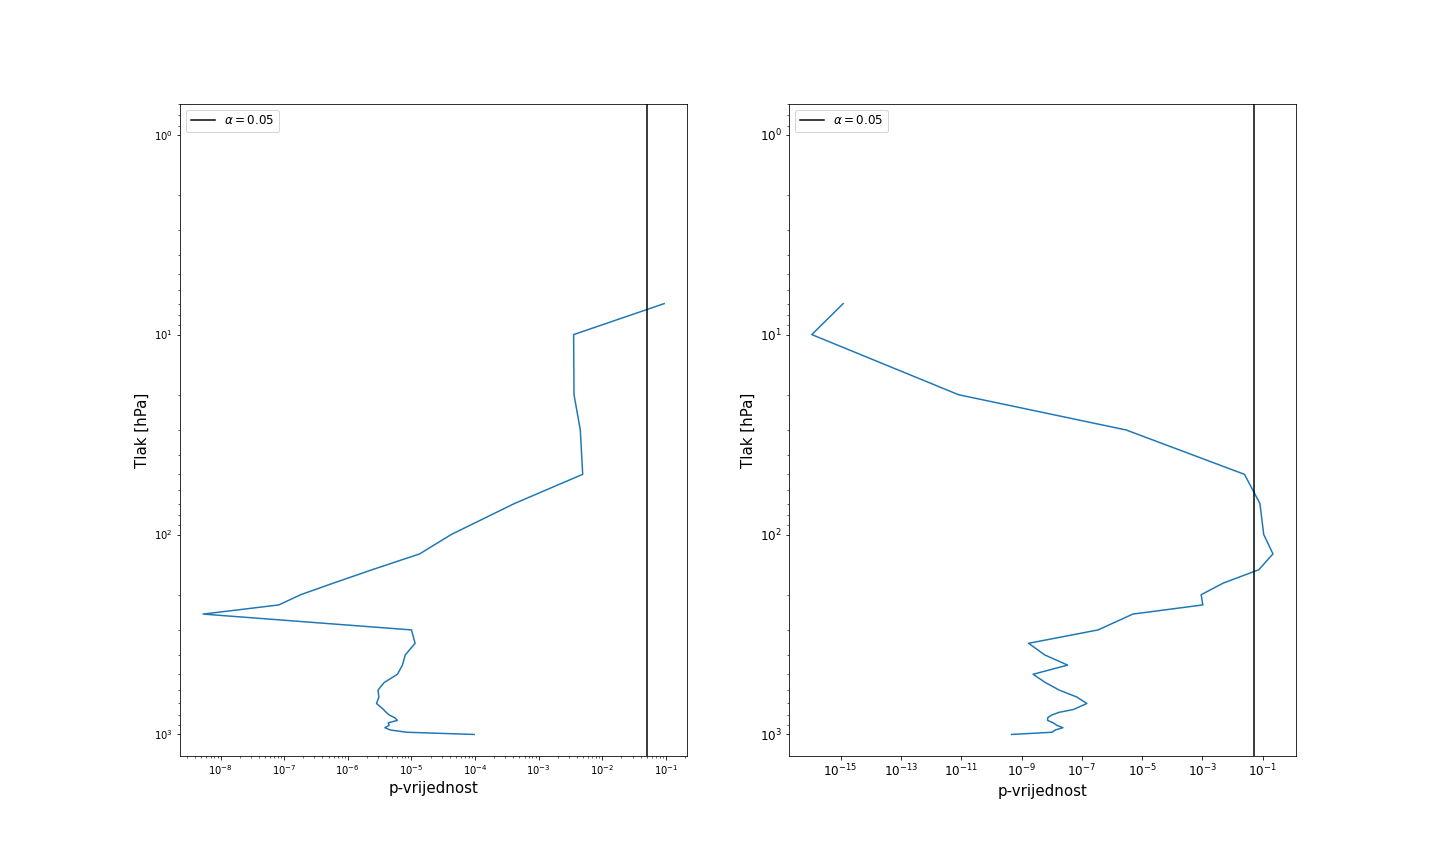 α = 0.05
10⁰
10¹
10²
10³
Tlak [hPa]
10⁻⁸ 10⁻⁷ 10⁻⁶ 10⁻⁵ 10⁻⁴ 10⁻³ 10⁻² 10⁻¹
p-vrijednost
α = 0.05
10⁰
10¹
10²
10³
Tlak [hPa]
10⁻¹⁵ 10⁻¹³ 10⁻¹¹ 10⁻⁹ 10⁻⁷ 10⁻⁵ 10⁻³ 10⁻¹
p-vrijednost